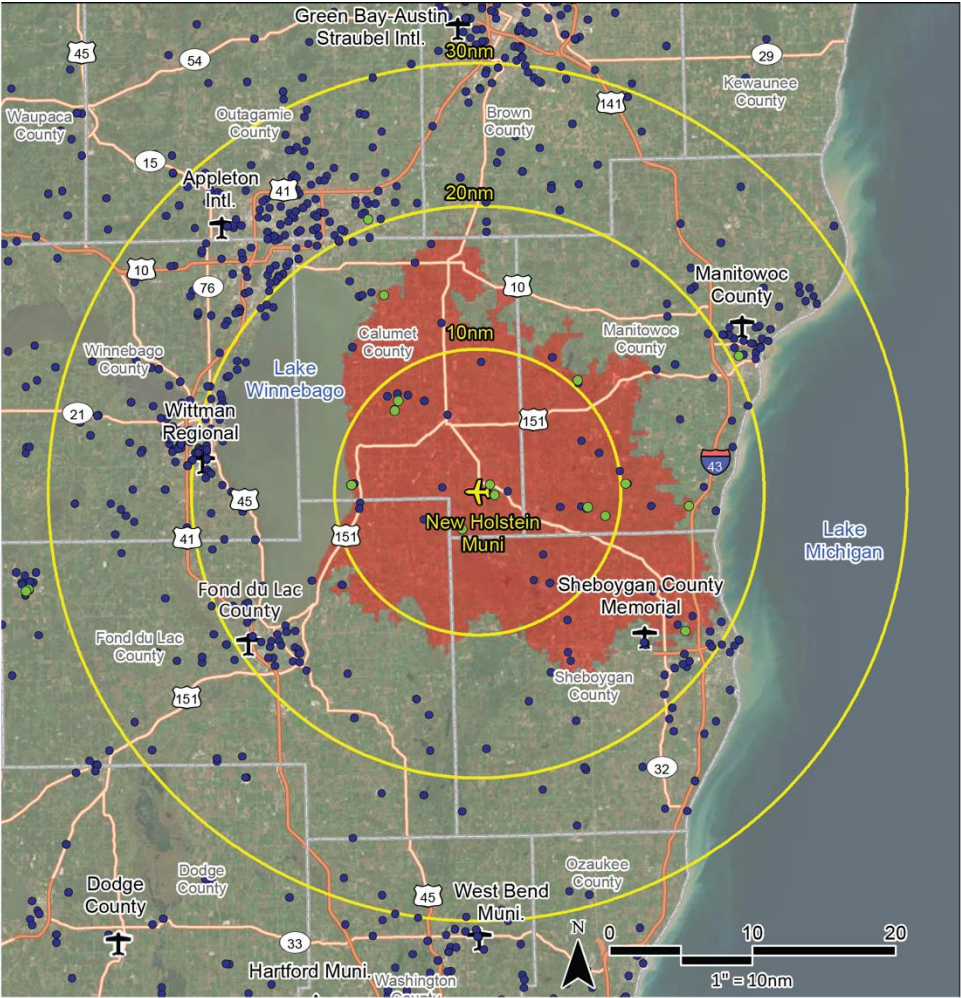 Green Bay-Austin
Straubel Intl.
30nm
45
54
29
Kewaunee
County
141
Waupaca
County
Outagamie
County
Brown
County
15
Appleton
Intl.
41
20nm
10
76
10
Manitowoc
County
10nm
Calumet
County
Manitowoc
County
Winnebago
County
Lake
Winnebago
21
Wittman
Regional
151
43
45
New Holstein
Muni
41
151
Lake
Michigan
Fond du Lac
County
Sheboygan County
Memorial
Fond du Lac
County
Sheboygan
County
151
32
Dodge
County
Dodge
County
Ozaukee
County
45
West Bend
Muni.
33
Hartford Muni.
Washington
County
N
0 10 20
1" = 10nm